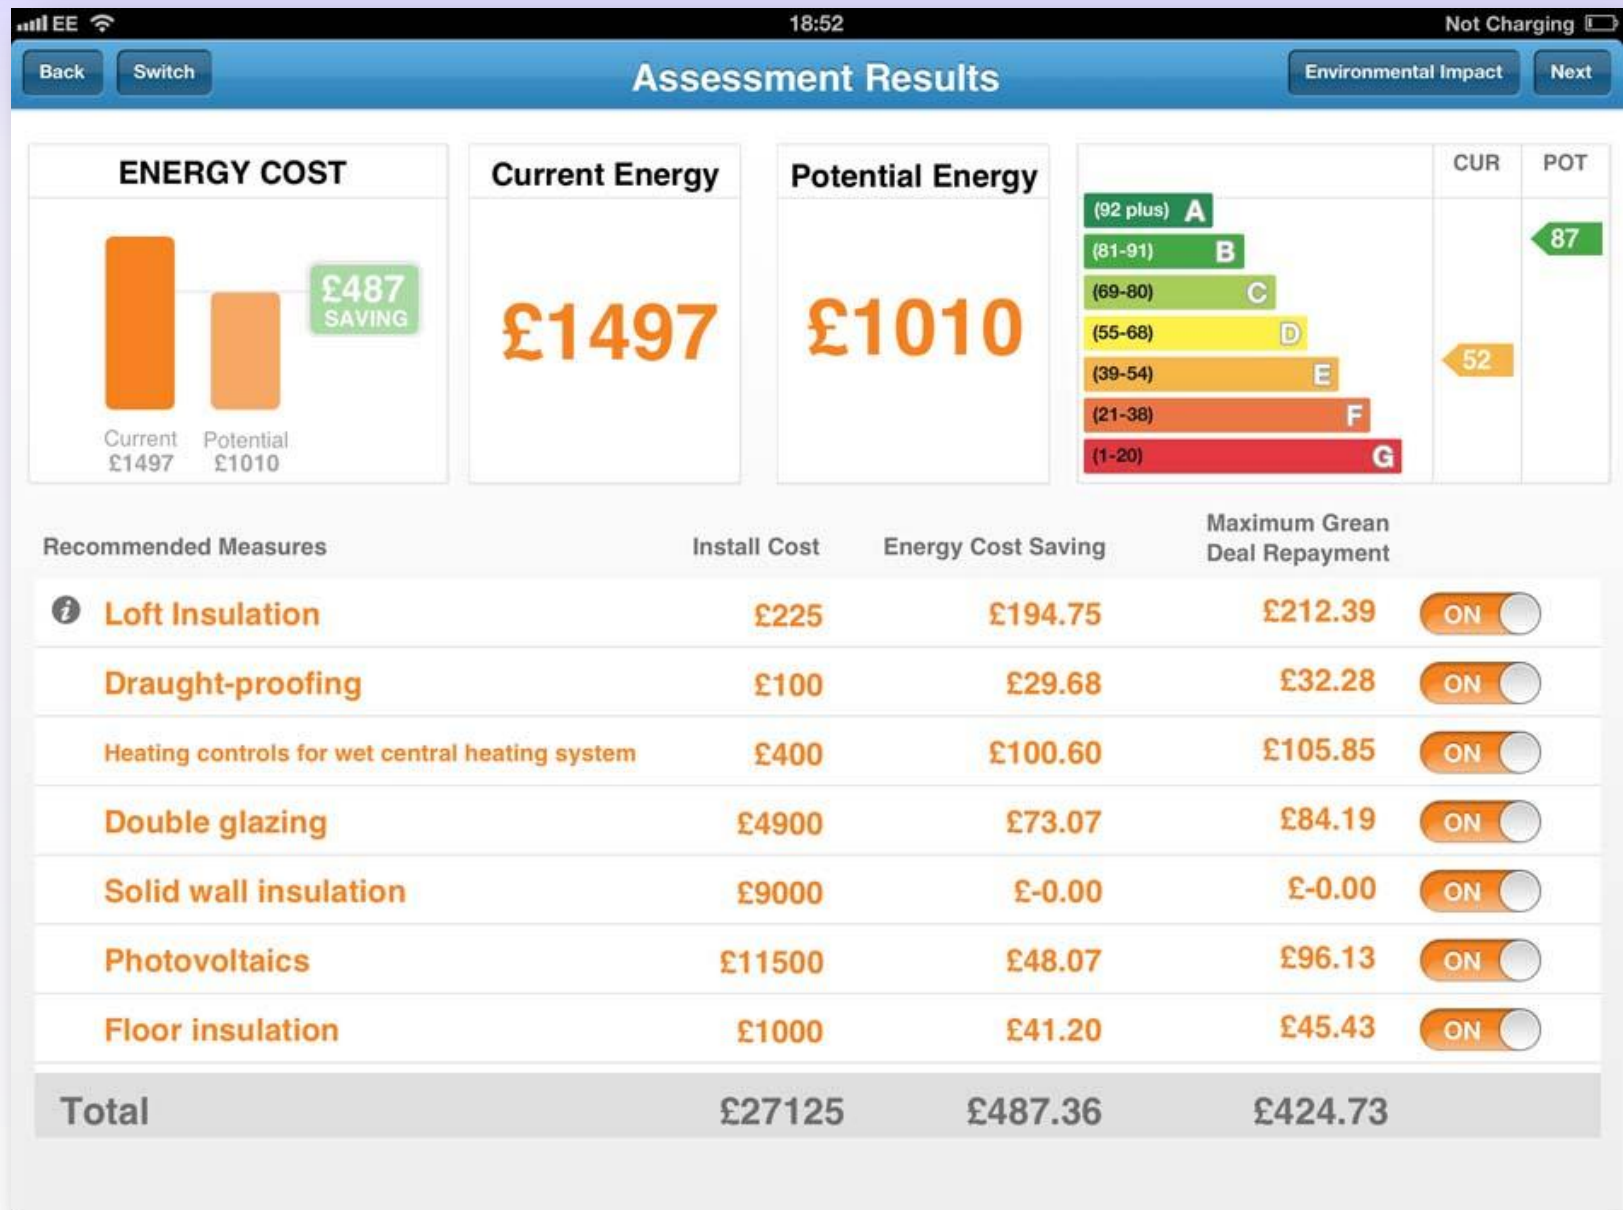 EE 18:52 Not Charging
Back Switch Assessment Results Environmental Impact Next
ENERGY COST
£487
SAVING
Current Potential
£1497 £1010
Current Energy
£1497
Potential Energy
£1010
CUR POT
(92 plus) A
(81-91) B
87
(69-80) C
(55-68) D
(39-54) E
52
(21-38) F
(1-20) G
Recommended Measures Install Cost Energy Cost Saving Maximum Grean
Deal Repayment
Loft Insulation £225 £194.75 £212.39 ON
Draught-proofing £100 £29.68 £32.28 ON
Heating controls for wet central heating system £400 £100.60 £105.85 ON
Double glazing £4900 £73.07 £84.19 ON
Solid wall insulation £9000 £-0.00 £-0.00 ON
Photovoltaics £11500 £48.07 £96.13 ON
Floor insulation £1000 £41.20 £45.43 ON
Total £27125 £487.36 £424.73